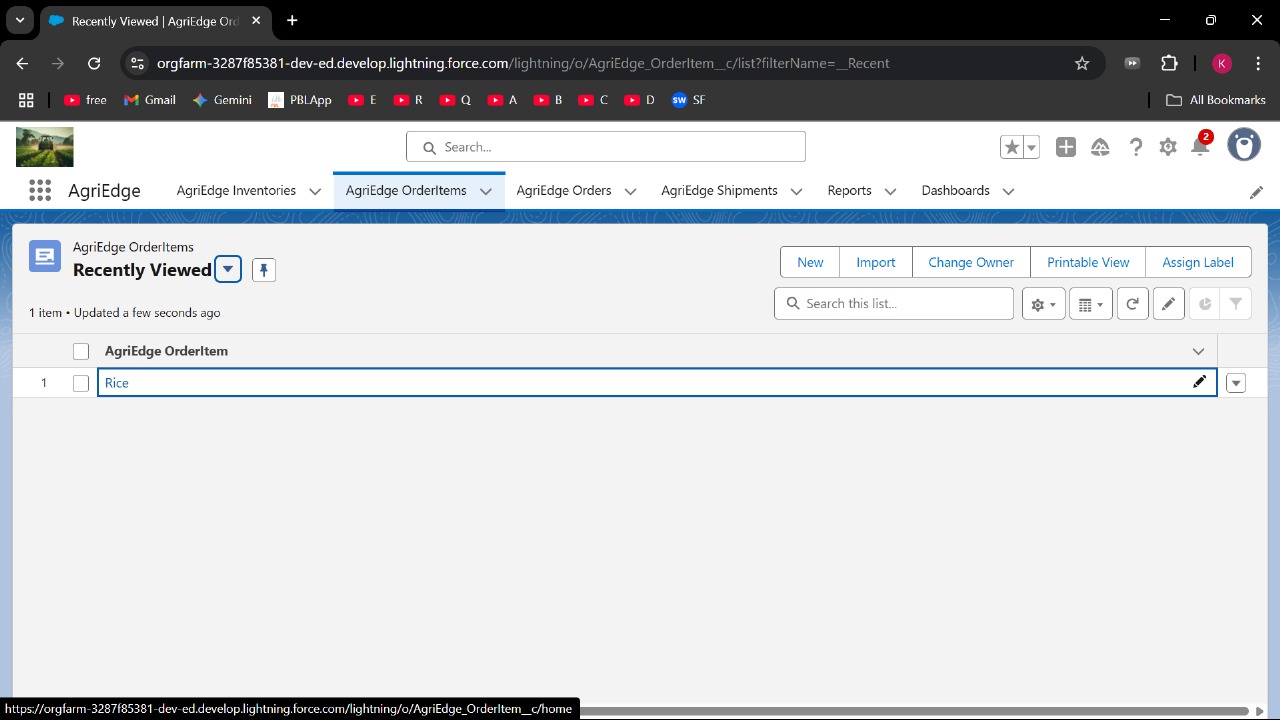 Recently Viewed | AgriEdge Ord
orgfarm-3287f85381-dev-ed.develop.lightning.force.com/lightning/o/AgriEdge_OrderItem__c/list?filterName=__Recent
K
free
Gmail
Gemini
PBLApp
E
R
Q
A
B
C
D
SW SF
All Bookmarks
Search...
2
AgriEdge
AgriEdge Inventories
AgriEdge OrderItems
AgriEdge Orders
AgriEdge Shipments
Reports
Dashboards
AgriEdge OrderItems
Recently Viewed
New
Import
Change Owner
Printable View
Assign Label
1 item • Updated a few seconds ago
Search this list...
AgriEdge OrderItem
1 Rice
https://orgfarm-3287f85381-dev-ed.develop.lightning.force.com/lightning/o/AgriEdge_OrderItem__c/home